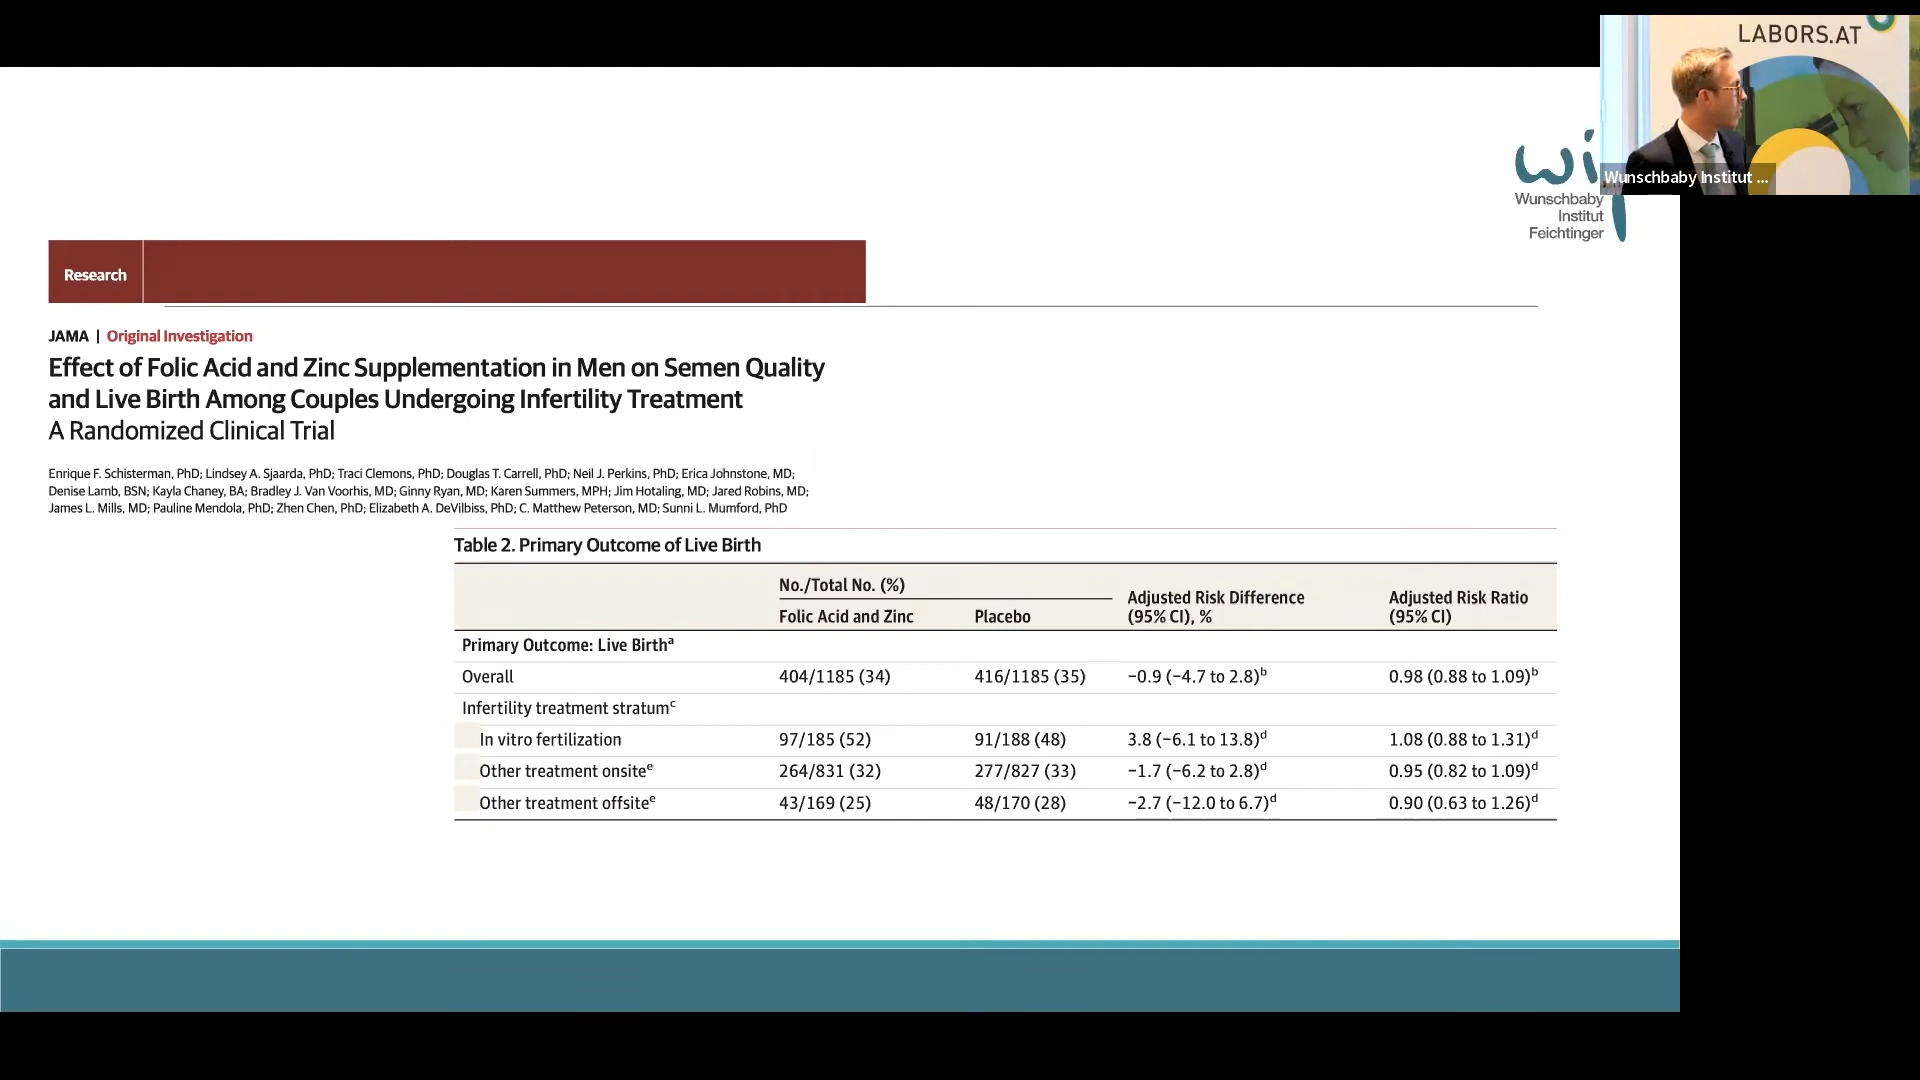 LABORS.AT
Wunschbaby Institut ...
wif
Wunschbaby
Institut
Feichtinger
Research
JAMA | Original Investigation
Effect of Folic Acid and Zinc Supplementation in Men on Semen Quality
and Live Birth Among Couples Undergoing Infertility Treatment
A Randomized Clinical Trial
Enrique F. Schisterman, PhD; Lindsey A. Sjaarda, PhD; Traci Clemons, PhD; Douglas T. Carrell, PhD; Neil J. Perkins, PhD; Erica Johnstone, MD;
Denise Lamb, BSN; Kayla Chaney, BA; Bradley J. Van Voorhis, MD; Ginny Ryan, MD; Karen Summers, MPH; Jim Hotaling, MD; Jared Robins, MD;
James L. Mills, MD; Pauline Mendola, PhD; Zhen Chen, PhD; Elizabeth A. DeVilbiss, PhD; C. Matthew Peterson, MD; Sunni L. Mumford, PhD
Table 2. Primary Outcome of Live Birth
No./Total No. (%)
Folic Acid and Zinc Placebo Adjusted Risk Difference (95% CI), % Adjusted Risk Ratio (95% CI)
Primary Outcome: Live Birthᵃ
Overall 404/1185 (34) 416/1185 (35) −0.9 (−4.7 to 2.8)ᵇ 0.98 (0.88 to 1.09)ᵇ
Infertility treatment stratumᶜ
In vitro fertilization 97/185 (52) 91/188 (48) 3.8 (−6.1 to 13.8)ᵈ 1.08 (0.88 to 1.31)ᵈ
Other treatment onsiteᵉ 264/831 (32) 277/827 (33) −1.7 (−6.2 to 2.8)ᵈ 0.95 (0.82 to 1.09)ᵈ
Other treatment offsiteᵉ 43/169 (25) 48/170 (28) −2.7 (−12.0 to 6.7)ᵈ 0.90 (0.63 to 1.26)ᵈ